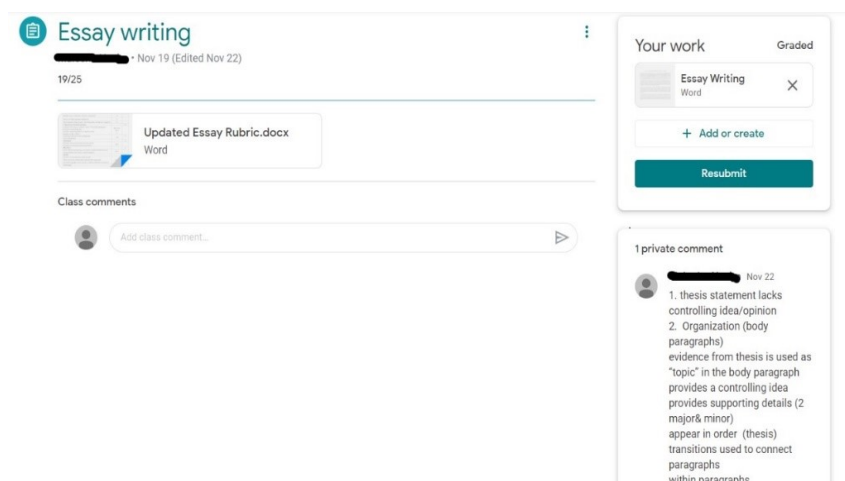 Essay writing
• Nov 19 (Edited Nov 22)
19/25
Updated Essay Rubric.docx
Word
Class comments
Add class comment...
Your work
Graded
Essay Writing
Word
+ Add or create
Resubmit
1 private comment
Nov 22
1. thesis statement lacks
controlling idea/opinion
2. Organization (body
paragraphs)
evidence from thesis is used as
"topic" in the body paragraph
provides a controlling idea
provides supporting details (2
major& minor)
appear in order (thesis)
transitions used to connect
paragraphs
within paragraphs